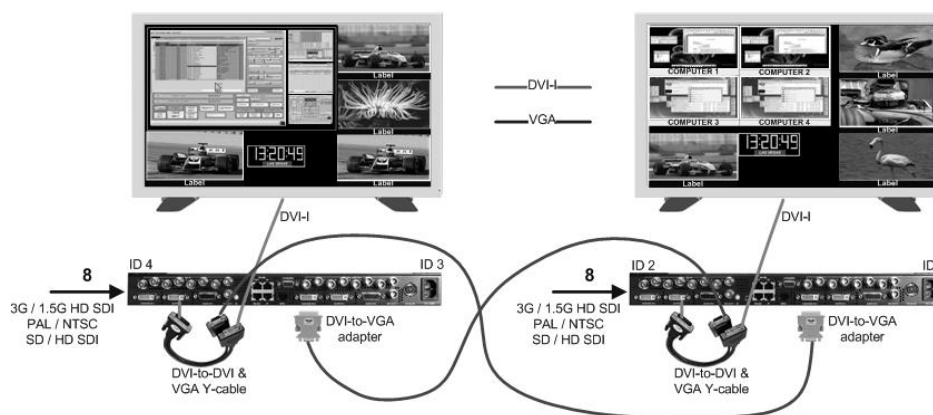 Label
Label
Label
Label
13:20:49
DVI-I
VGA
COMPUTER 1
COMPUTER 2
COMPUTER 3
COMPUTER 4
13:20:49
Label
Label
Label
Label
DVI-I
DVI-I
8
ID 4
ID 3
3G / 1.5G HD SDI
PAL / NTSC
SD / HD SDI
DVI-to-DVI &
VGA Y-cable
DVI-to-VGA
adapter
8
ID 2
ID
3G / 1.5G HD SDI
PAL / NTSC
SD / HD SDI
DVI-to-DVI &
VGA Y-cable
DVI-to-VGA
adapter